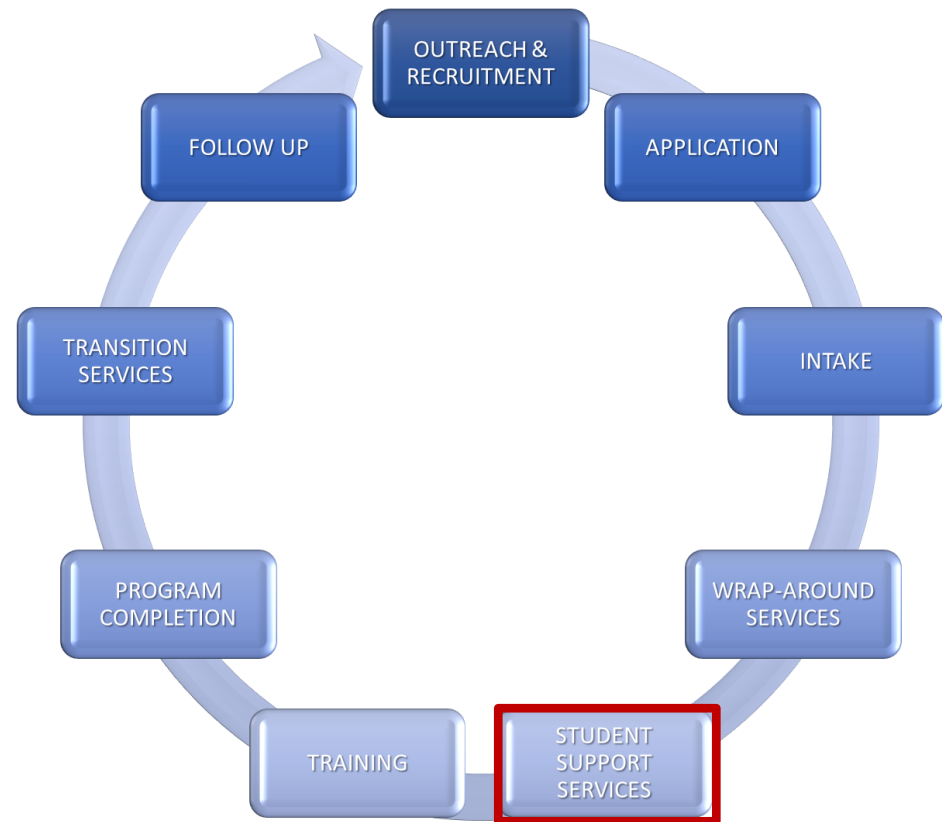 OUTREACH &
RECRUITMENT
APPLICATION
INTAKE
WRAP-AROUND
SERVICES
STUDENT
SUPPORT
SERVICES
TRAINING
PROGRAM
COMPLETION
TRANSITION
SERVICES
FOLLOW UP